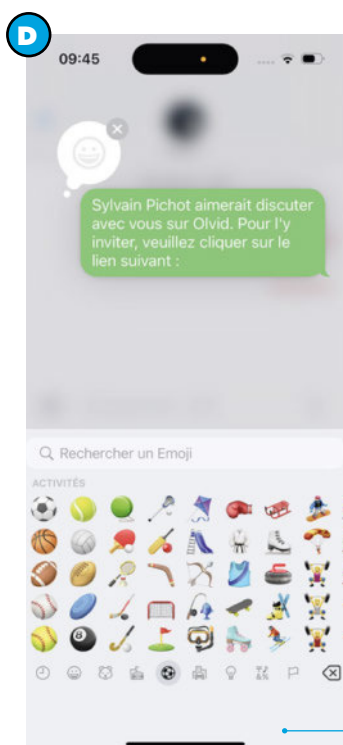 D
09:45
Sylvain Pichot aimerait discuter
avec vous sur Olvid. Pour l'y
inviter, veuillez cliquer sur le
lien suivant :
Rechercher un Emoji
ACTIVITÉS